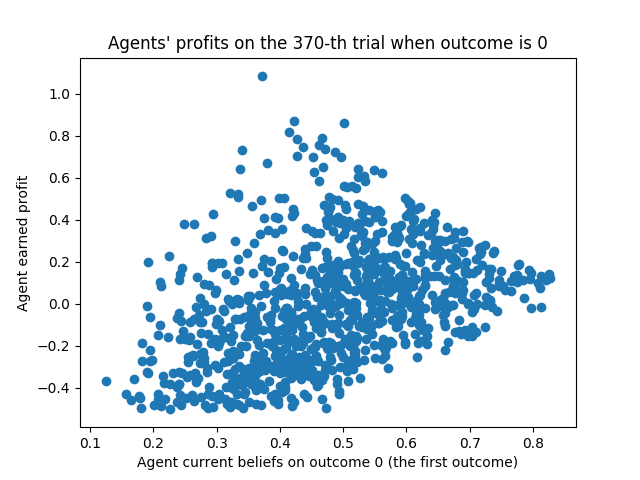 Agents' profits on the 370-th trial when outcome is 0
1.0
0.8
0.6
0.4
0.2
0.0
−0.2
−0.4
Agent earned profit
0.1 0.2 0.3 0.4 0.5 0.6 0.7 0.8
Agent current beliefs on outcome 0 (the first outcome)